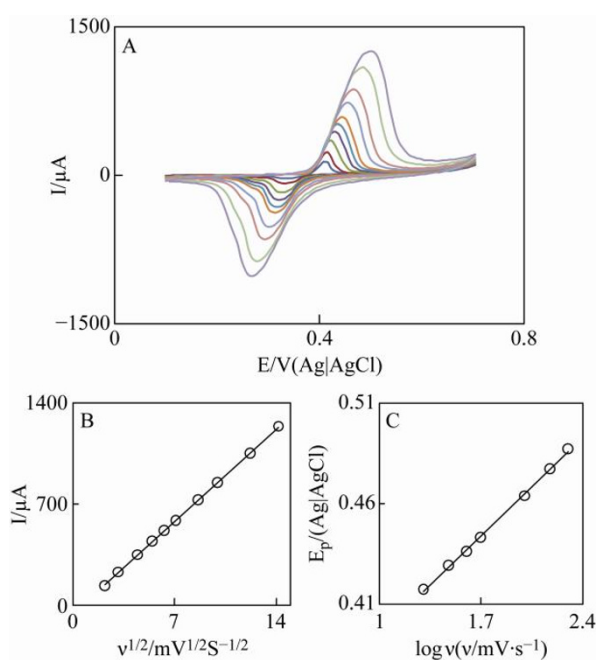 A
1500
0
−1500
I/μA
0
0.4
0.8
E/V(Ag|AgCl)
B
1400
700
0
I/μA
0
7
14
ν1/2/mV1/2S−1/2
C
0.51
0.46
0.41
Ep/(Ag|AgCl)
1
1.7
2.4
log ν(ν/mV·s−1)